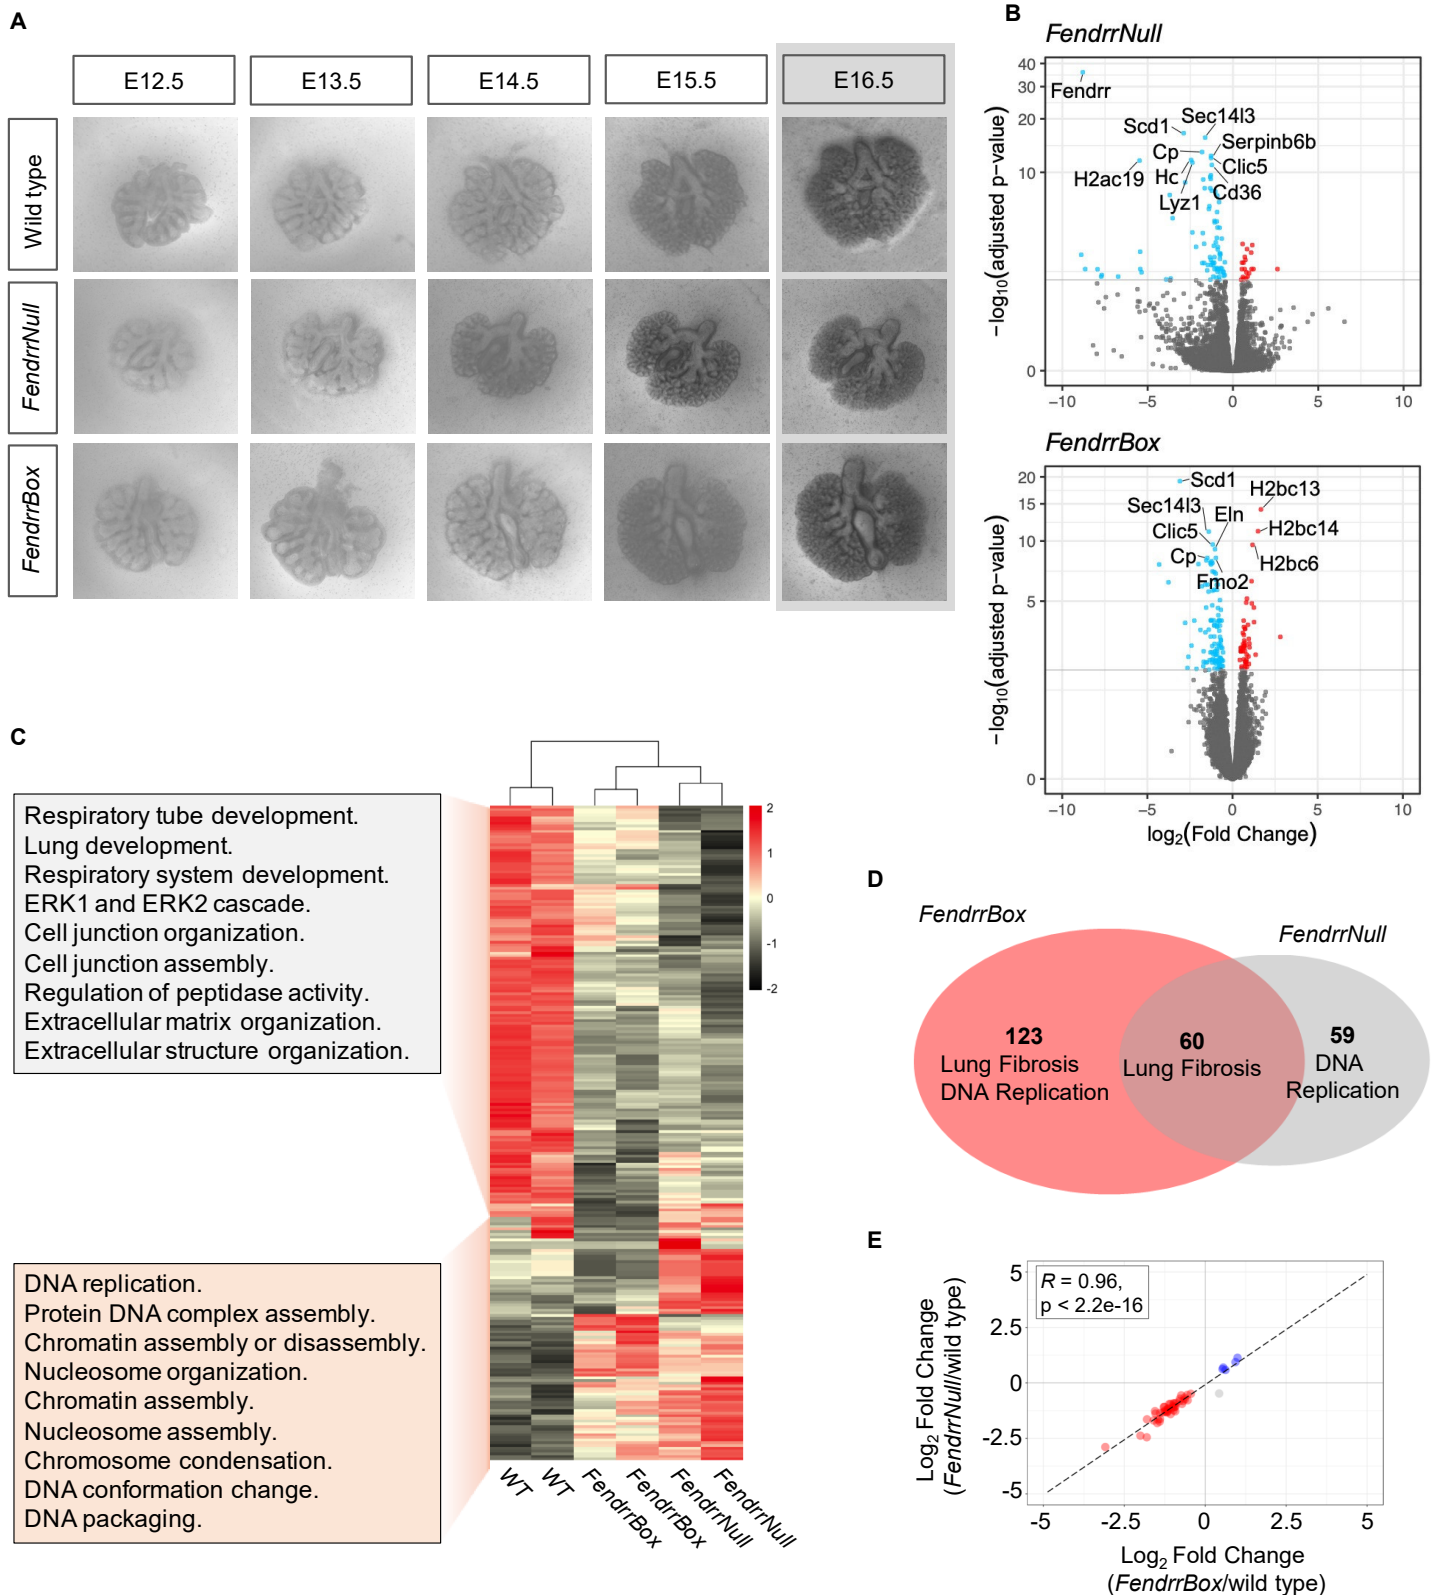 A
E12.5
E13.5
E14.5
E15.5
E16.5
Wild type
FendrrNull
FendrrBox
B
FendrrNull
40
30
20
10
0
−log10(adjusted p−value)
Fendrr
Sec14l3
Scd1
Serpinb6b
Cp
Clic5
H2ac19
Hc
Cd36
Lyz1
−10
−5
0
5
10
FendrrBox
20
15
10
5
0
−log10(adjusted p−value)
Scd1
H2bc13
Sec14l3
Eln
Clic5
H2bc14
Cp
H2bc6
Fmo2
−10
−5
0
5
10
log2(Fold Change)
C
Respiratory tube development.
Lung development.
Respiratory system development.
ERK1 and ERK2 cascade.
Cell junction organization.
Cell junction assembly.
Regulation of peptidase activity.
Extracellular matrix organization.
Extracellular structure organization.
DNA replication.
Protein DNA complex assembly.
Chromatin assembly or disassembly.
Nucleosome organization.
Chromatin assembly.
Nucleosome assembly.
Chromosome condensation.
DNA conformation change.
DNA packaging.
2
1
0
-1
-2
WT
WT
FendrrBox
FendrrBox
FendrrNull
FendrrNull
D
FendrrBox
FendrrNull
123
Lung Fibrosis
DNA Replication
60
Lung Fibrosis
59
DNA
Replication
E
R = 0.96,
p < 2.2e-16
5
2.5
0
-2.5
-5
Log2 Fold Change
(FendrrNull/wild type)
-5
-2.5
0
2.5
5
Log2 Fold Change
(FendrrBox/wild type)